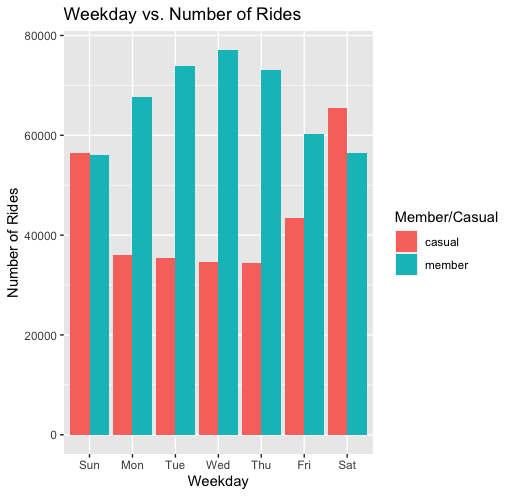 Weekday vs. Number of Rides
80000
60000
40000
20000
0
Number of Rides
Sun Mon Tue Wed Thu Fri Sat
Weekday
Member/Casual
casual
member